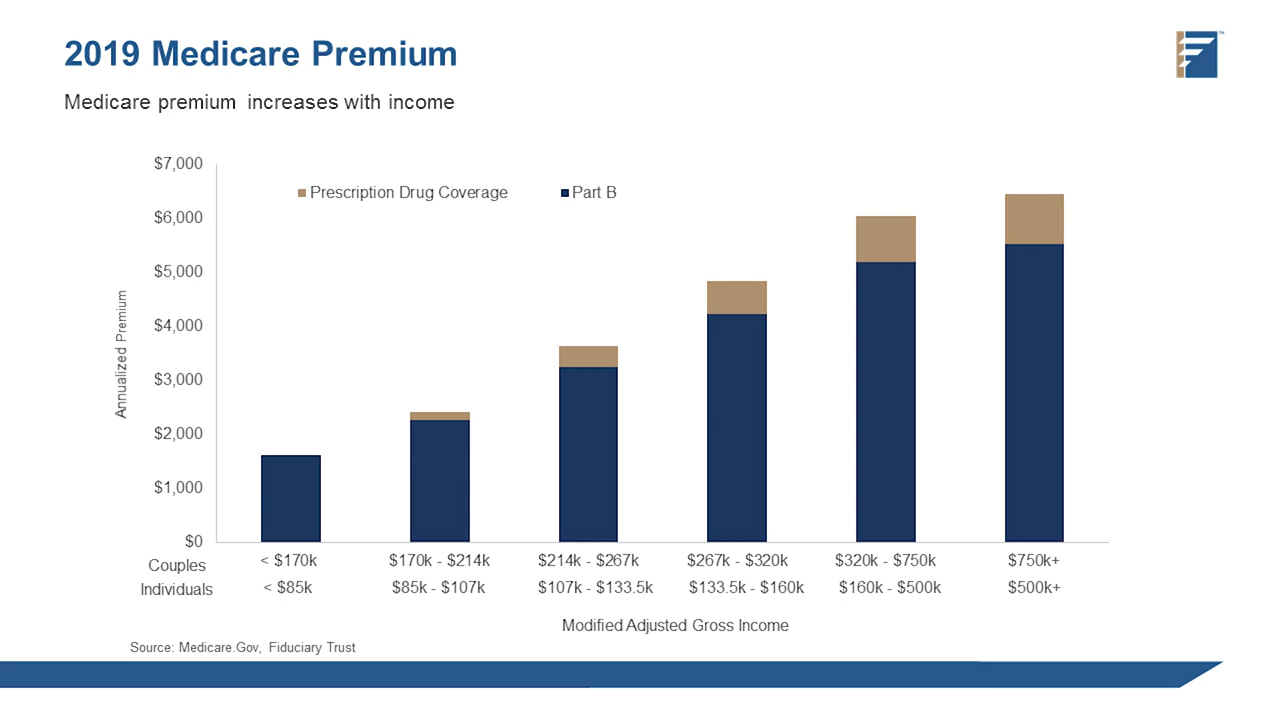 2019 Medicare Premium
™
Medicare premium increases with income
$7,000
Prescription Drug Coverage Part B
$6,000
$5,000
$4,000
$3,000
$2,000
$1,000
$0
Annualized Premium
Couples < $170k $170k - $214k $214k - $267k $267k - $320k $320k - $750k $750k+
Individuals < $85k $85k - $107k $107k - $133.5k $133.5k - $160k $160k - $500k $500k+
Modified Adjusted Gross Income
Source: Medicare.Gov, Fiduciary Trust